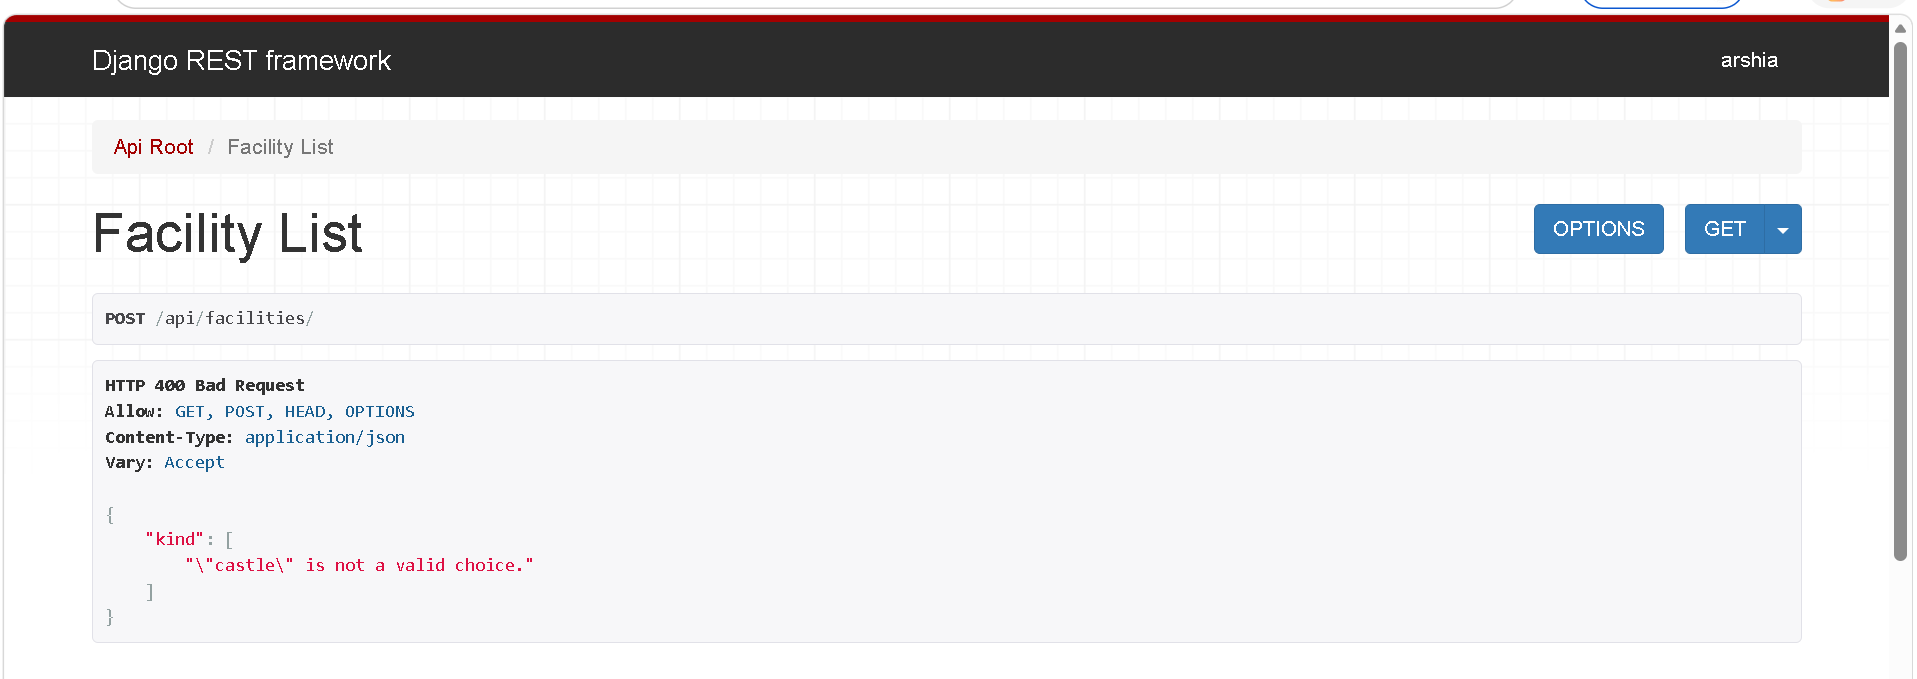 Django REST framework
arshia
Api Root / Facility List
Facility List
OPTIONS
GET
POST /api/facilities/
HTTP 400 Bad Request
Allow: GET, POST, HEAD, OPTIONS
Content-Type: application/json
Vary: Accept
{
    "kind": [
        "\"castle\" is not a valid choice."
    ]
}